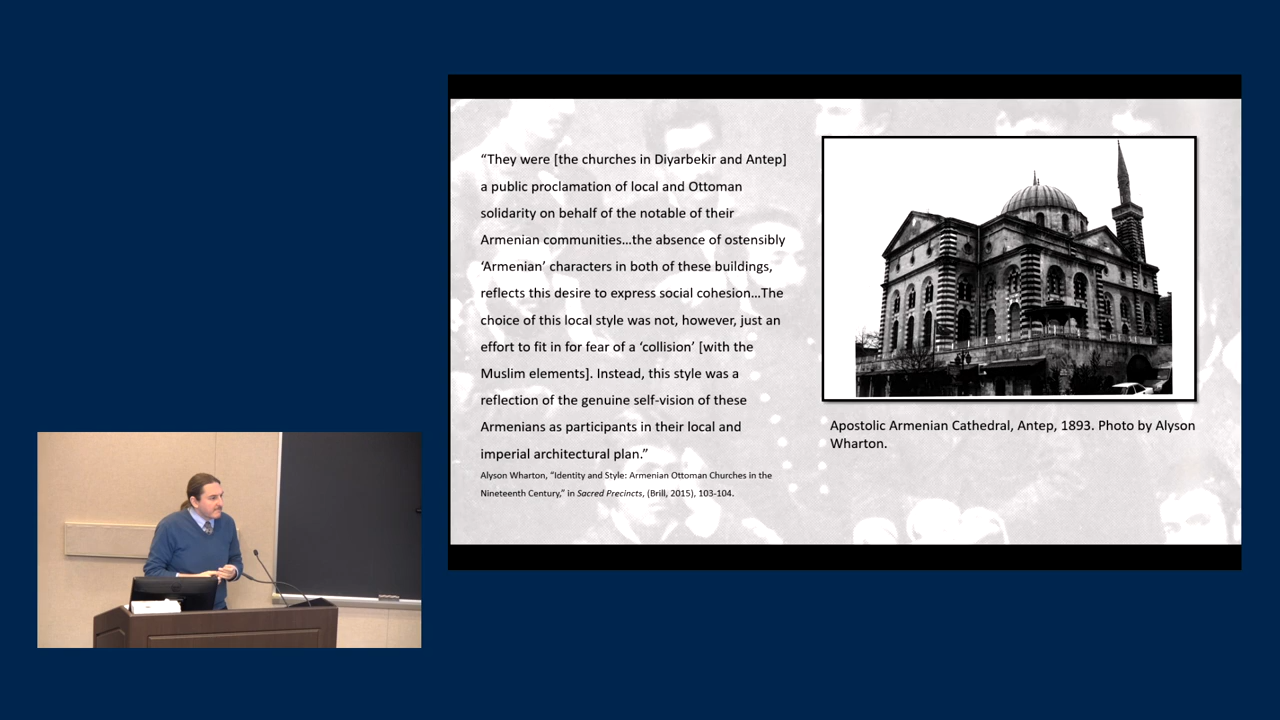 “They were [the churches in Diyarbekir and Antep]
a public proclamation of local and Ottoman
solidarity on behalf of the notable of their
Armenian communities…the absence of ostensibly
‘Armenian’ characters in both of these buildings,
reflects this desire to express social cohesion…The
choice of this local style was not, however, just an
effort to fit in for fear of a ‘collision’ [with the
Muslim elements]. Instead, this style was a
reflection of the genuine self-vision of these
Armenians as participants in their local and
imperial architectural plan.”
Alyson Wharton, “Identity and Style: Armenian Ottoman Churches in the
Nineteenth Century,” in Sacred Precincts, (Brill, 2015), 103-104.
Apostolic Armenian Cathedral, Antep, 1893. Photo by Alyson
Wharton.